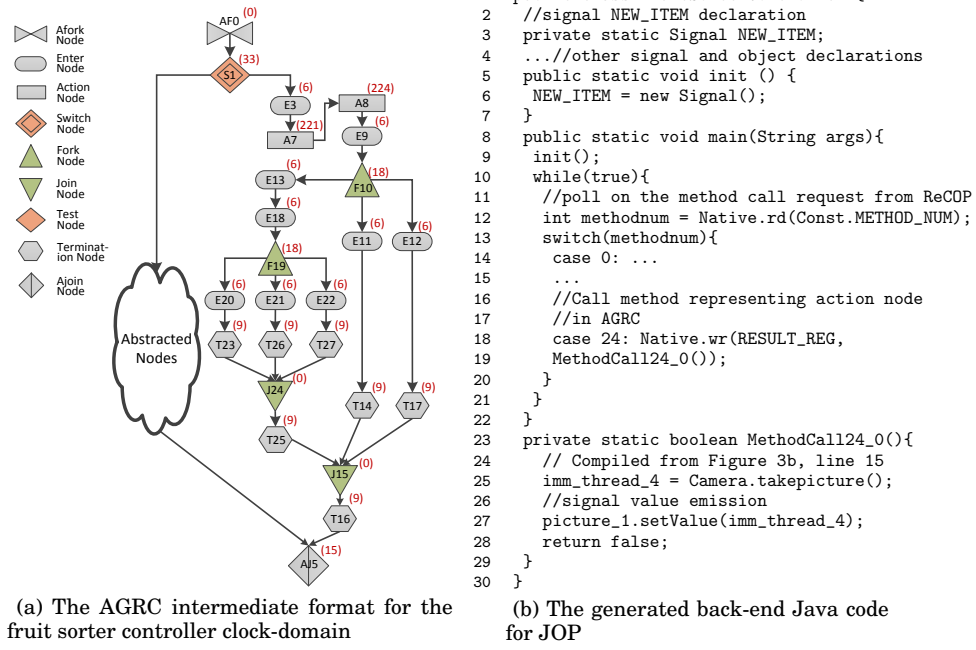 AF0
(0)
Afork
Node
Enter
Node
Action
Node
Switch
Node
Fork
Node
Join
Node
Test
Node
Terminat-
ion Node
Ajoin
Node
S1
(33)
E3
(6)
A7
(221)
A8
(224)
E9
(6)
F10
(18)
E13
(6)
E18
(6)
E11
(6)
E12
(6)
F19
(18)
E20
(6)
E21
(6)
E22
(6)
T23
(9)
T26
(9)
T27
(9)
Abstracted
Nodes
J24
(0)
T14
(9)
T17
(9)
T25
(9)
J15
(0)
T16
(9)
AJ5
(15)
(a) The AGRC intermediate format for the
fruit sorter controller clock-domain
2 //signal NEW_ITEM declaration
3 private static Signal NEW_ITEM;
4 ...//other signal and object declarations
5 public static void init () {
6 NEW_ITEM = new Signal();
7 }
8 public static void main(String args){
9 init();
10 while(true){
11 //poll on the method call request from ReCOP
12 int methodnum = Native.rd(Const.METHOD_NUM);
13 switch(methodnum){
14 case 0: ...
15 ...
16 //Call method representing action node
17 //in AGRC
18 case 24: Native.wr(RESULT_REG,
19 MethodCall24_0());
20 }
21 }
22 }
23 private static boolean MethodCall24_0(){
24 // Compiled from Figure 3b, line 15
25 imm_thread_4 = Camera.takepicture();
26 //signal value emission
27 picture_1.setValue(imm_thread_4);
28 return false;
29 }
30 }
(b) The generated back-end Java code
for JOP